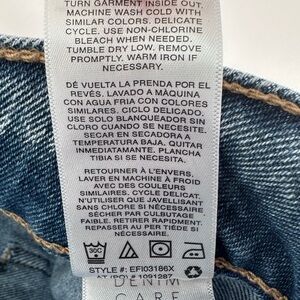 TURN GARMENT INSIDE OUT.
MACHINE WASH COLD WITH
SIMILAR COLORS. DELICATE
CYCLE. USE NON-CHLORINE
BLEACH WHEN NEEDED.
TUMBLE DRY LOW. REMOVE
PROMPTLY. WARM IRON IF
NECESSARY.
DÉ VUELTA LA PRENDA POR EL
REVÉS. LAVADO A MÁQUINA
CON AGUA FRIA CON COLORES
SIMILARES. CICLO DELICADO.
USE SOLO BLANQUEADOR SIN
CLORO CUANDO SE NECESITE.
SECAR EN SECADORA A
TEMPERATURA BAJA. QUITAR
INMEDIATAMENTE. PLANCHA
TIBIA SI SE NECESITA.
RETOURNER À L'ENVERS.
LAVER EN MACHINE À FROID
AVEC DES COULEURS
SIMILAIRES. CYCLE DÉLICAT.
N'UTILISER QUE JAVELLISANT
SANS CHLORE SI NÉCESSAIRE.
SÉCHER PAR CULBUTAGE
FAIBLE. RETIRER RAPIDEMENT.
REPASSER AU FER TIÈDE SI
NÉCESSAIRE.
30C
STYLE #: EFI03186X
AT (PO) # 1091287
DENIM
CARE